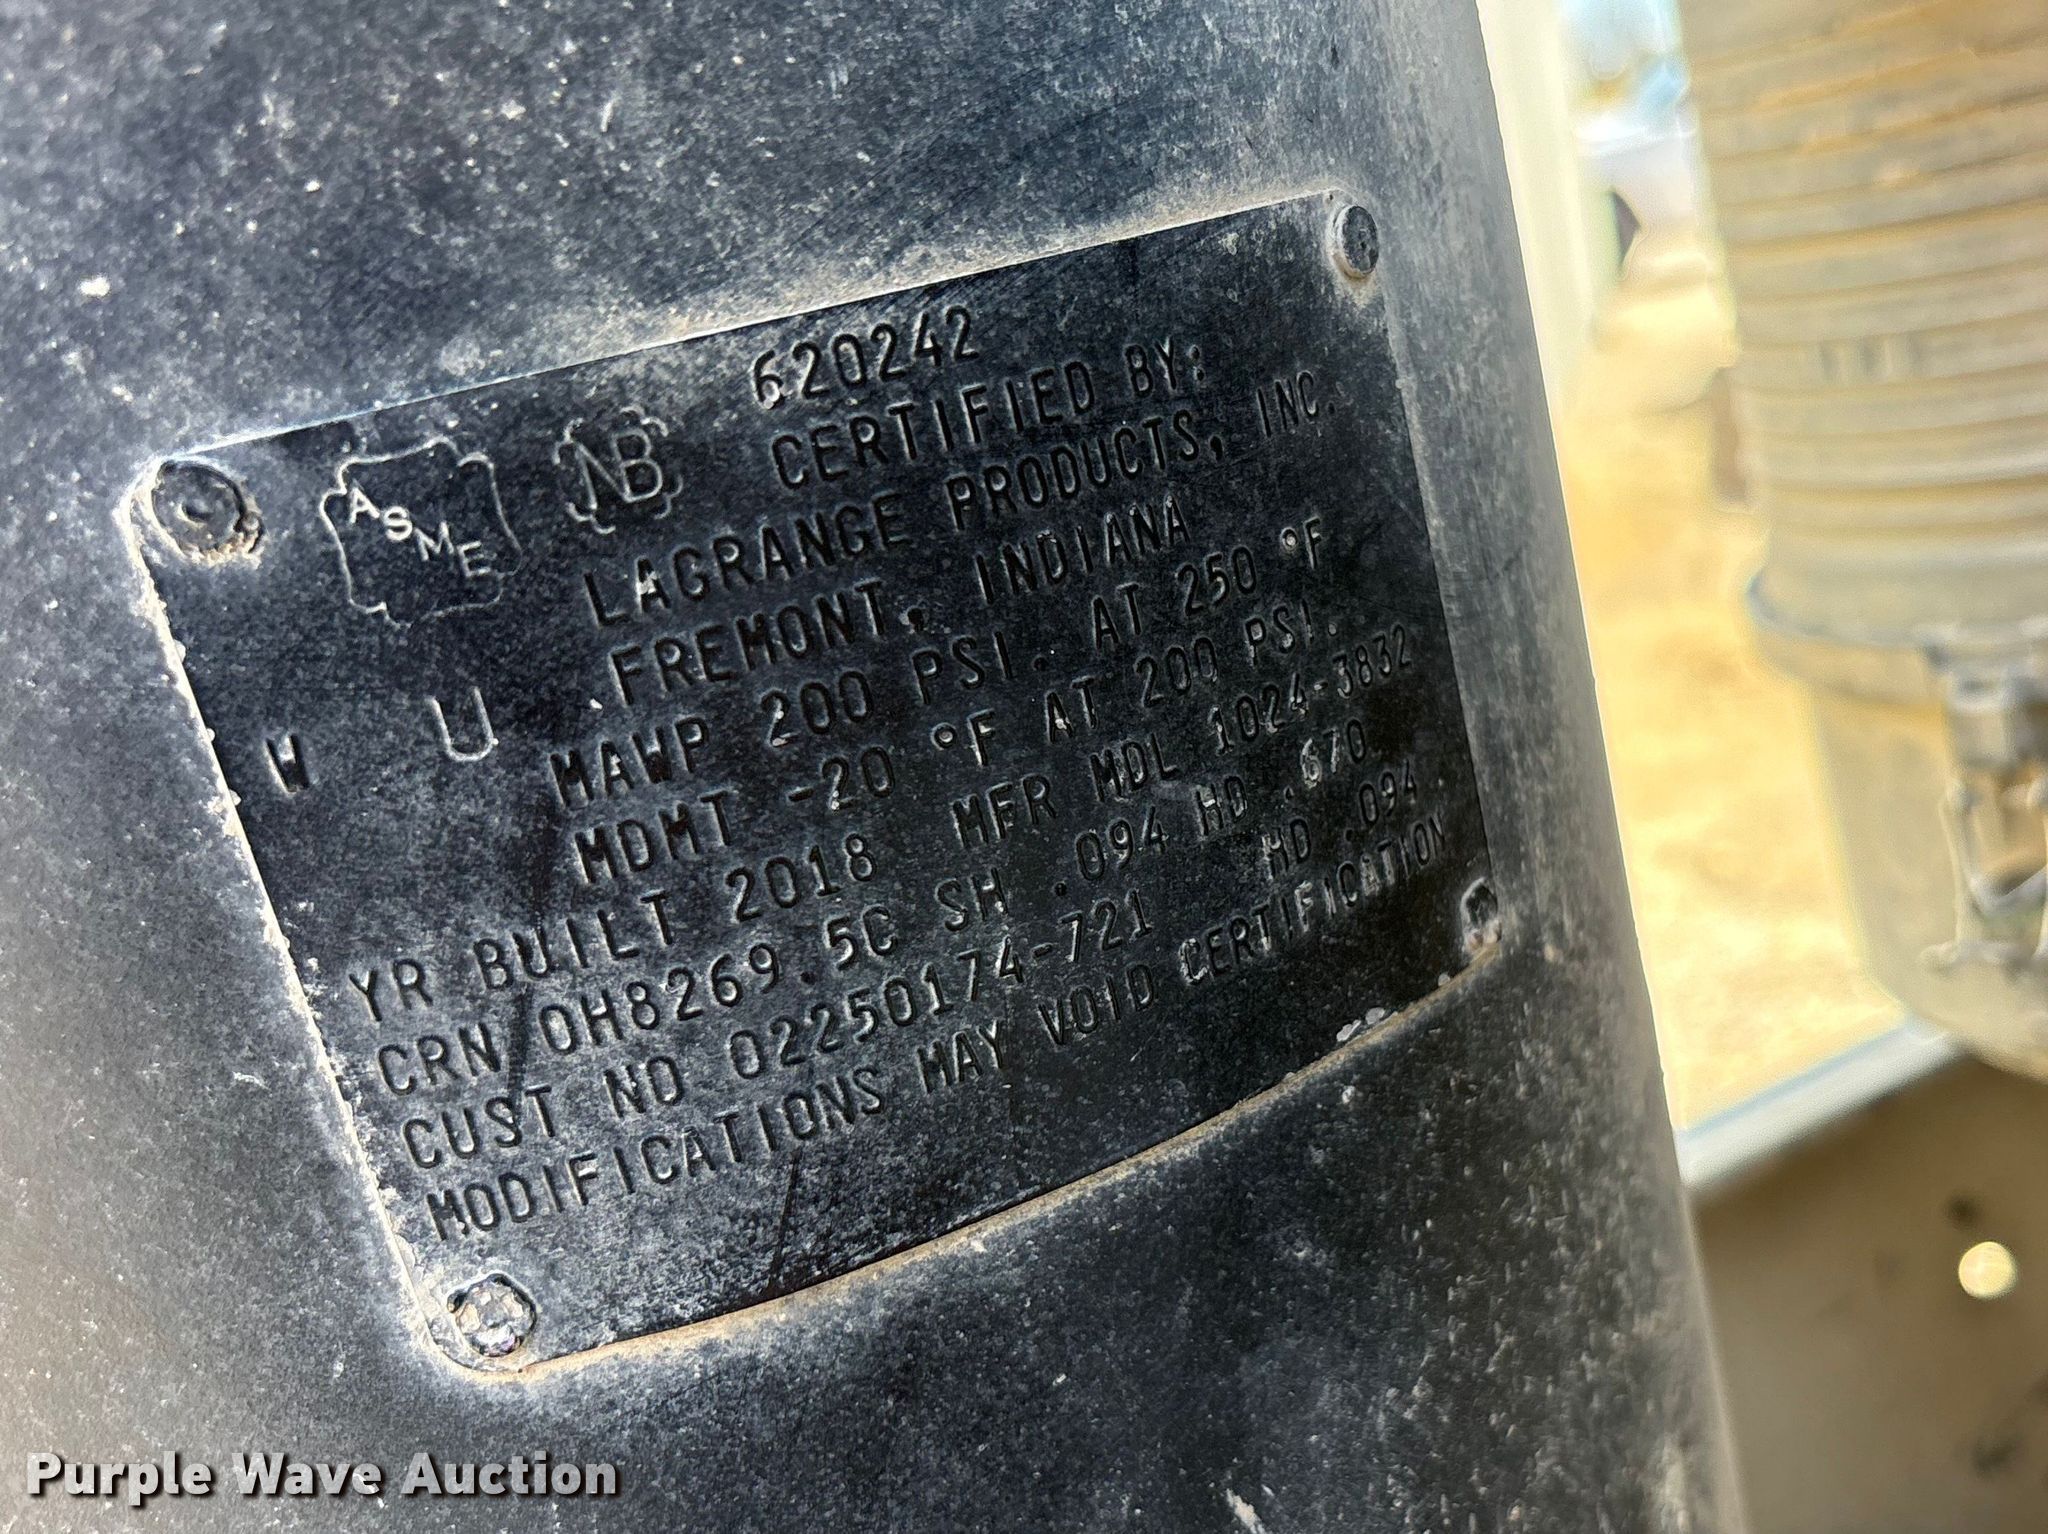 620242
ASME NB CERTIFIED BY:
LAGRANGE PRODUCTS, INC.
FREMONT, INDIANA
W U MAWP 200 PSI. AT 250 °F
MDMT -20 °F AT 200 PSI.
YR BUILT 2018 MFR MDL 1024-3832
CRN 0H8269.5C SH .094 HD .670
CUST NO 02250174-721 HD .094
MODIFICATIONS MAY VOID CERTIFICATION
Purple Wave Auction